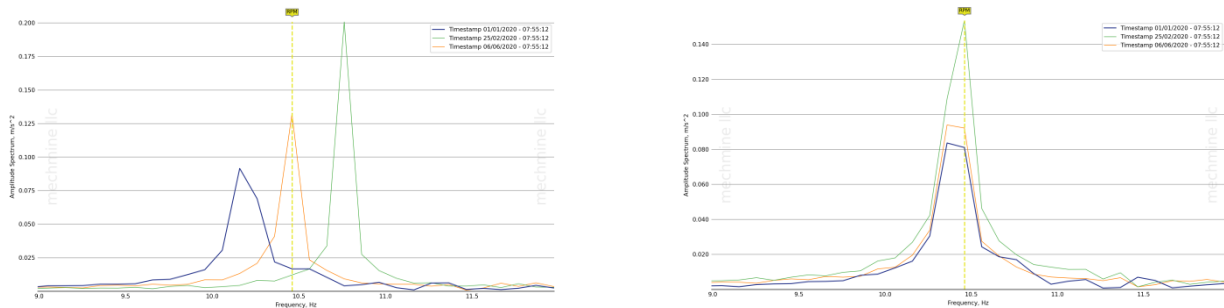 RPM
Timestamp 01/01/2020 - 07:55:12
Timestamp 25/02/2020 - 07:55:12
Timestamp 06/06/2020 - 07:55:12
0.200
0.175
0.150
0.125
0.100
0.075
0.050
0.025
Amplitude Spectrum, m/s^2
mechmine llc
mechmine llc
9.0
9.5
10.0
10.5
11.0
11.5
Frequency, Hz
RPM
Timestamp 01/01/2020 - 07:55:12
Timestamp 25/02/2020 - 07:55:12
Timestamp 06/06/2020 - 07:55:12
0.140
0.120
0.100
0.080
0.060
0.040
0.020
Amplitude Spectrum, m/s^2
mechmine llc
mechmine llc
9.0
9.5
10.0
10.5
11.0
11.5
Frequency, Hz